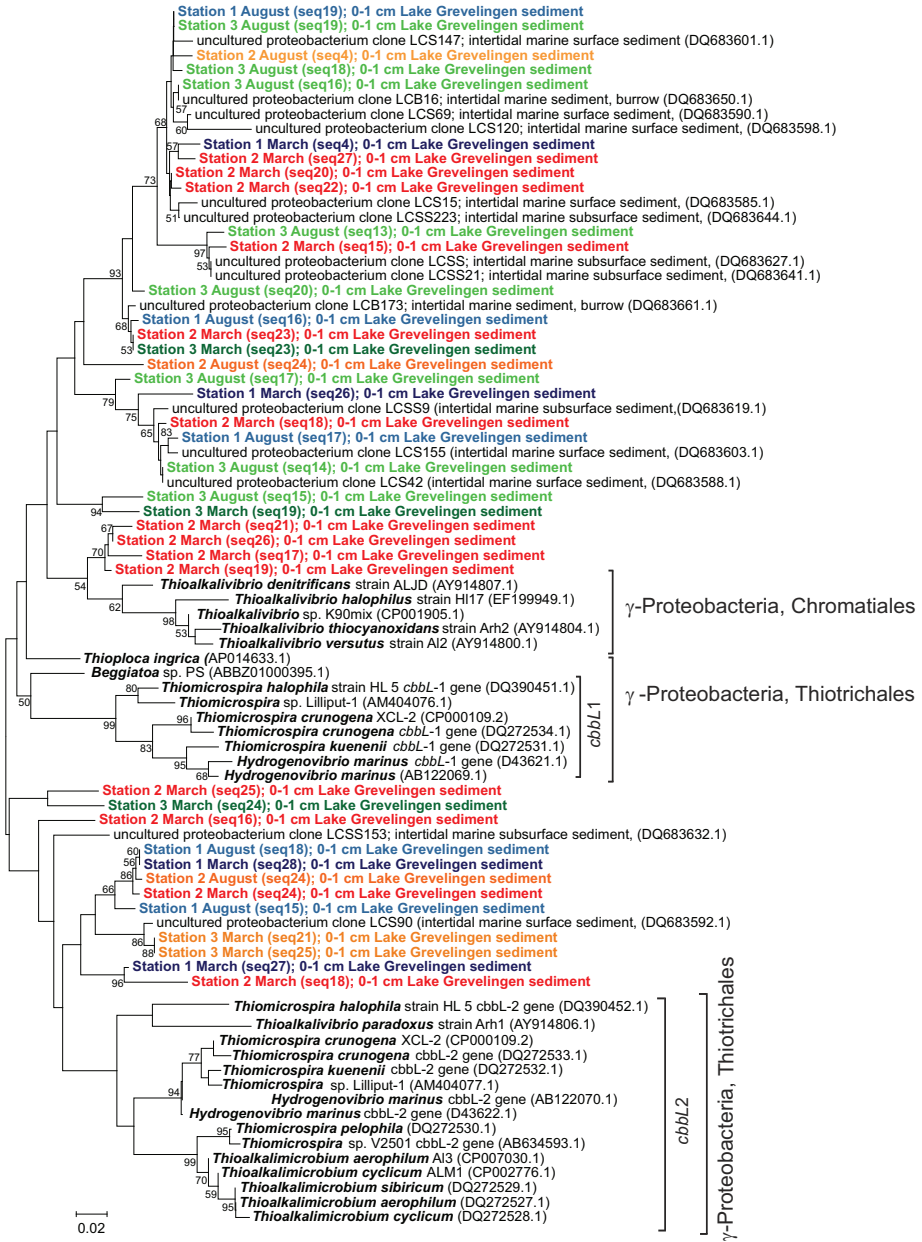 Station 1 August (seq19); 0-1 cm Lake Grevelingen sediment
Station 3 August (seq19); 0-1 cm Lake Grevelingen sediment
uncultured proteobacterium clone LCS147; intertidal marine surface sediment (DQ683601.1)
Station 2 August (seq4); 0-1 cm Lake Grevelingen sediment
Station 3 August (seq18); 0-1 cm Lake Grevelingen sediment
Station 3 August (seq16); 0-1 cm Lake Grevelingen sediment
uncultured proteobacterium clone LCB16; intertidal marine sediment, burrow (DQ683650.1)
57
uncultured proteobacterium clone LCS69; intertidal marine surface sediment, (DQ683590.1)
68
60
uncultured proteobacterium clone LCS120; intertidal marine surface sediment, (DQ683598.1)
57
Station 1 March (seq4); 0-1 cm Lake Grevelingen sediment
Station 2 March (seq27); 0-1 cm Lake Grevelingen sediment
73
Station 2 March (seq20); 0-1 cm Lake Grevelingen sediment
Station 2 March (seq22); 0-1 cm Lake Grevelingen sediment
uncultured proteobacterium clone LCS15; intertidal marine surface sediment, (DQ683585.1)
51
uncultured proteobacterium clone LCSS223; intertidal marine subsurface sediment, (DQ683644.1)
Station 3 August (seq13); 0-1 cm Lake Grevelingen sediment
97
Station 2 March (seq15); 0-1 cm Lake Grevelingen sediment
53
uncultured proteobacterium clone LCSS; intertidal marine subsurface sediment, (DQ683627.1)
uncultured proteobacterium clone LCSS21; intertidal marine subsurface sediment, (DQ683641.1)
93
Station 3 August (seq20); 0-1 cm Lake Grevelingen sediment
uncultured proteobacterium clone LCB173; intertidal marine sediment, burrow (DQ683661.1)
68
Station 1 August (seq16); 0-1 cm Lake Grevelingen sediment
Station 2 March (seq23); 0-1 cm Lake Grevelingen sediment
53
Station 3 March (seq23); 0-1 cm Lake Grevelingen sediment
Station 2 August (seq24); 0-1 cm Lake Grevelingen sediment
Station 3 August (seq17); 0-1 cm Lake Grevelingen sediment
79
Station 1 March (seq26); 0-1 cm Lake Grevelingen sediment
75
uncultured proteobacterium clone LCSS9 (intertidal marine subsurface sediment,(DQ683619.1)
65
83
Station 2 March (seq18); 0-1 cm Lake Grevelingen sediment
Station 1 August (seq17); 0-1 cm Lake Grevelingen sediment
uncultured proteobacterium clone LCS155 (intertidal marine surface sediment, (DQ683603.1)
Station 3 August (seq14); 0-1 cm Lake Grevelingen sediment
uncultured proteobacterium clone LCS42 (intertidal marine surface sediment, (DQ683588.1)
Station 3 August (seq15); 0-1 cm Lake Grevelingen sediment
94
Station 3 March (seq19); 0-1 cm Lake Grevelingen sediment
67
Station 2 March (seq21); 0-1 cm Lake Grevelingen sediment
Station 2 March (seq26); 0-1 cm Lake Grevelingen sediment
70
Station 2 March (seq17); 0-1 cm Lake Grevelingen sediment
Station 2 March (seq19); 0-1 cm Lake Grevelingen sediment
54
Thioalkalivibrio denitrificans strain ALJD (AY914807.1)
62
Thioalkalivibrio halophilus strain Hl17 (EF199949.1)
98
Thioalkalivibrio sp. K90mix (CP001905.1)
53
Thioalkalivibrio thiocyanoxidans strain Arh2 (AY914804.1)
Thioalkalivibrio versutus strain Al2 (AY914800.1)
γ-Proteobacteria, Chromatiales
Thioploca ingrica (AP014633.1)
Beggiatoa sp. PS (ABBZ01000395.1)
50
80
Thiomicrospira halophila strain HL 5 cbbL-1 gene (DQ390451.1)
Thiomicrospira sp. Lilliput-1 (AM404076.1)
99
96
Thiomicrospira crunogena XCL-2 (CP000109.2)
Thiomicrospira crunogena cbbL-1 gene (DQ272534.1)
83
Thiomicrospira kuenenii cbbL-1 gene (DQ272531.1)
95
Hydrogenovibrio marinus cbbL-1 gene (D43621.1)
68
Hydrogenovibrio marinus (AB122069.1)
cbbL1
γ -Proteobacteria, Thiotrichales
Station 2 March (seq25); 0-1 cm Lake Grevelingen sediment
Station 3 March (seq24); 0-1 cm Lake Grevelingen sediment
Station 2 March (seq16); 0-1 cm Lake Grevelingen sediment
uncultured proteobacterium clone LCSS153; intertidal marine subsurface sediment, (DQ683632.1)
60
Station 1 August (seq18); 0-1 cm Lake Grevelingen sediment
56
Station 1 March (seq28); 0-1 cm Lake Grevelingen sediment
86
Station 2 August (seq24); 0-1 cm Lake Grevelingen sediment
66
Station 2 March (seq24); 0-1 cm Lake Grevelingen sediment
Station 1 August (seq15); 0-1 cm Lake Grevelingen sediment
uncultured proteobacterium clone LCS90 (intertidal marine surface sediment, (DQ683592.1)
86
Station 3 March (seq21); 0-1 cm Lake Grevelingen sediment
88
Station 3 March (seq25); 0-1 cm Lake Grevelingen sediment
Station 1 March (seq27); 0-1 cm Lake Grevelingen sediment
96
Station 2 March (seq18); 0-1 cm Lake Grevelingen sediment
Thiomicrospira halophila strain HL 5 cbbL-2 gene (DQ390452.1)
Thioalkalivibrio paradoxus strain Arh1 (AY914806.1)
Thiomicrospira crunogena XCL-2 (CP000109.2)
77
Thiomicrospira crunogena cbbL-2 gene (DQ272533.1)
Thiomicrospira kuenenii cbbL-2 gene (DQ272532.1)
Thiomicrospira sp. Lilliput-1 (AM404077.1)
94
Hydrogenovibrio marinus cbbL-2 gene (AB122070.1)
Hydrogenovibrio marinus cbbL-2 gene (D43622.1)
95
Thiomicrospira pelophila (DQ272530.1)
Thiomicrospira sp. V2501 cbbL-2 gene (AB634593.1)
99
Thioalkalimicrobium aerophilum Al3 (CP007030.1)
70
Thioalkalimicrobium cyclicum ALM1 (CP002776.1)
59
Thioalkalimicrobium sibiricum (DQ272529.1)
95
Thioalkalimicrobium aerophilum (DQ272527.1)
Thioalkalimicrobium cyclicum (DQ272528.1)
cbbL2
γ-Proteobacteria, Thiotrichales
0.02